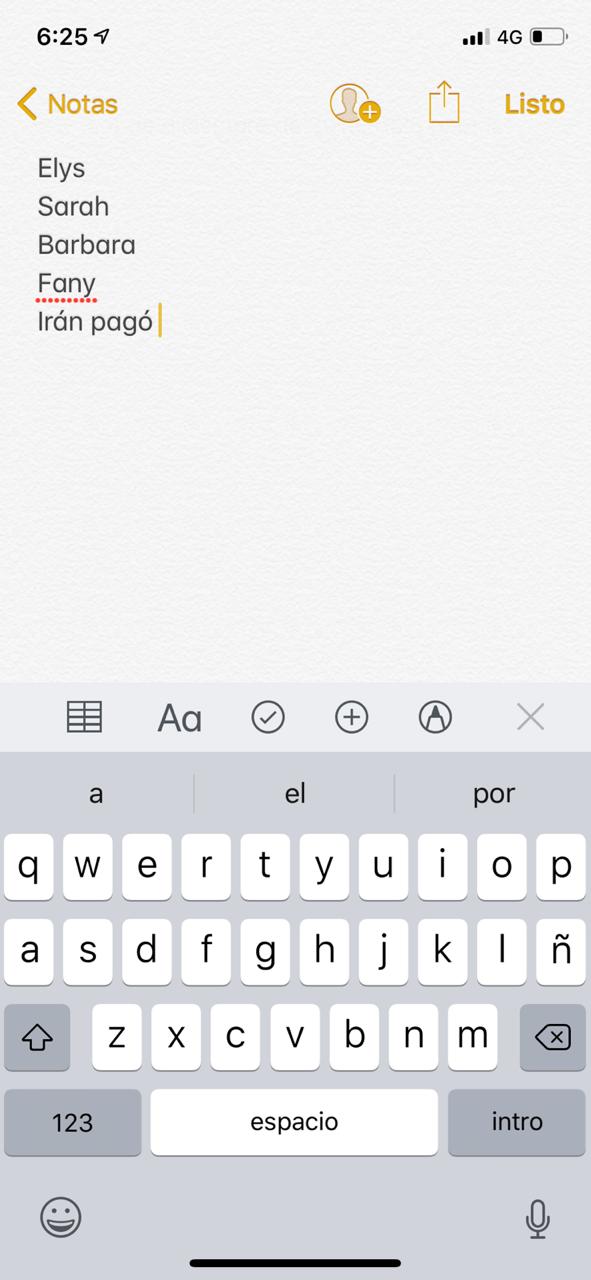 6:25 4G
Notas Listo
Elys
Sarah
Barbara
Fany
Irán pagó
Aa
a el por
q w e r t y u i o p
a s d f g h j k l ñ
z x c v b n m
123 espacio intro